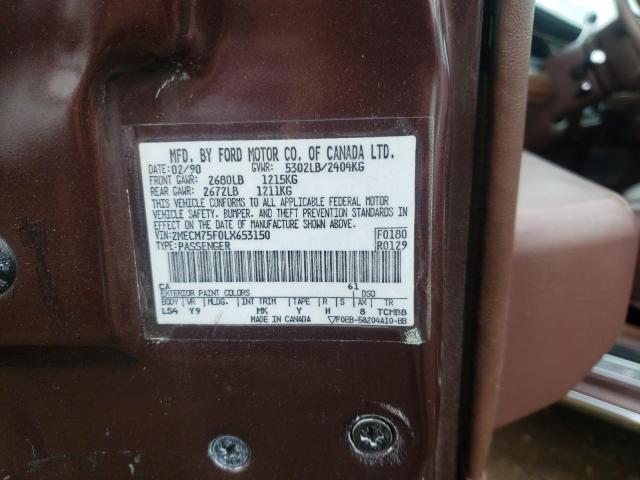 MFD. BY FORD MOTOR CO. OF CANADA LTD.
DATE: 02/90 GVWR: 5302LB/2404KG
FRONT GAWR: 2680LB 1215KG
REAR GAWR: 2672LB 1211KG
THIS VEHICLE CONFORMS TO ALL APPLICABLE FEDERAL MOTOR
VEHICLE SAFETY, BUMPER, AND THEFT PREVENTION STANDARDS IN
EFFECT ON THE DATE OF MANUFACTURE SHOWN ABOVE.
VIN:2MECM75F0LX653150 F0180
TYPE:PASSENGER R0129
CA 61
EXTERIOR PAINT COLORS DSO
BODY VR MLDG. INT TRIM TAPE R S AX TR
LS4 Y9 MK Y H 8 TCMBB
MADE IN CANADA F0EB-58204A10-BB